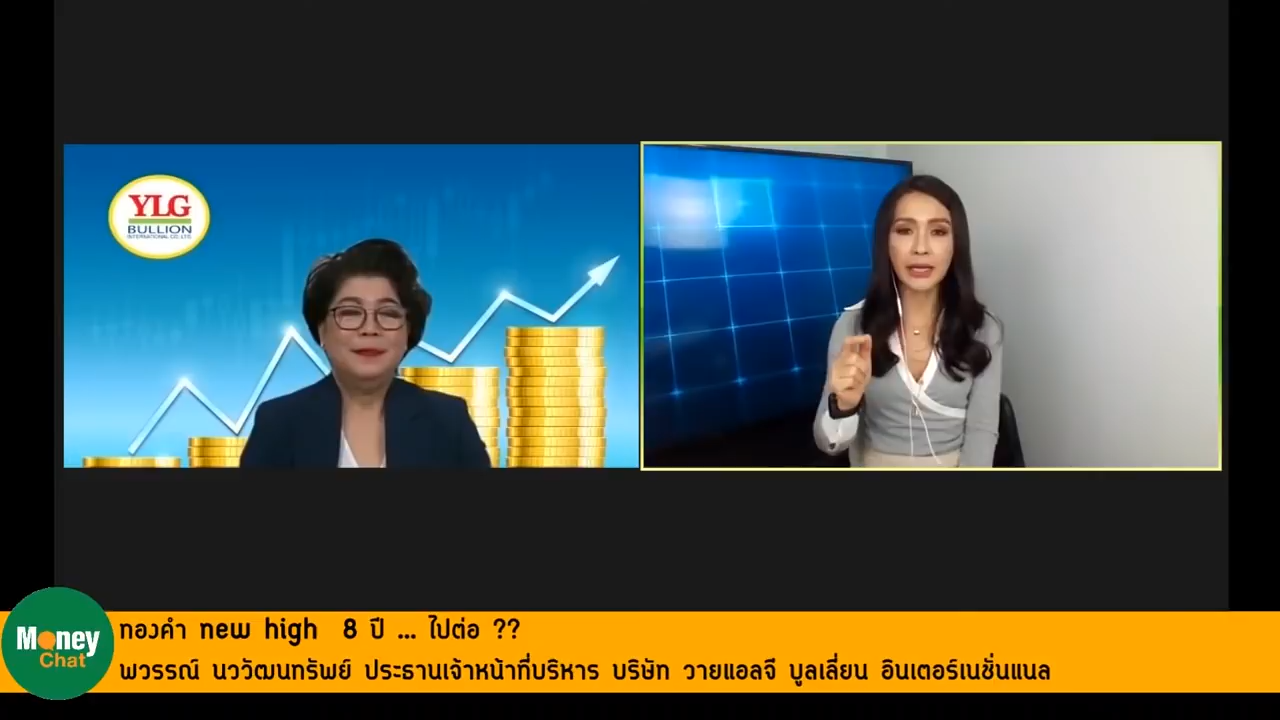 YLG
BULLION
INTERNATIONAL CO., LTD.
Money
Chat
ทองคำ new high 8 ปี ... ไปต่อ ??
พวรรณ์ นววัฒนทรัพย์ ประธานเจ้าหน้าที่บริหาร บริษัท วายแอลจี บูลเลี่ยน อินเตอร์เนชั่นแนล